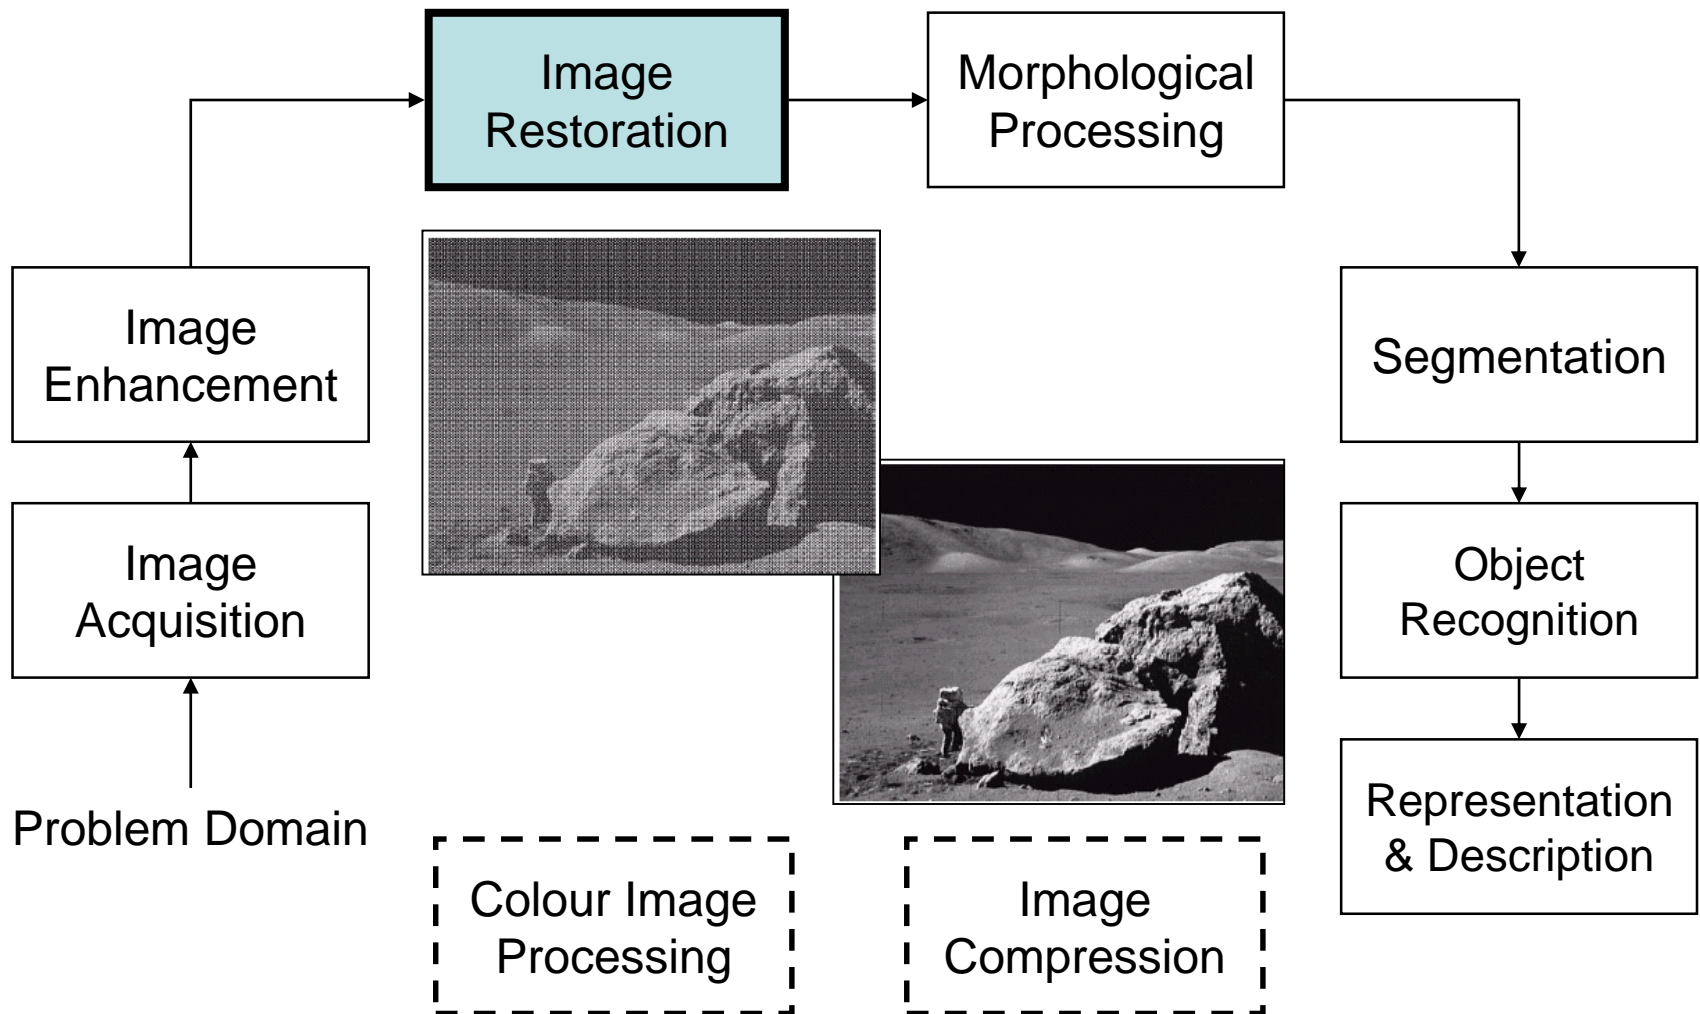 Image
Restoration
Morphological
Processing
Image
Enhancement
Segmentation
Image
Acquisition
Object
Recognition
Problem Domain
Representation
& Description
Colour Image
Processing
Image
Compression